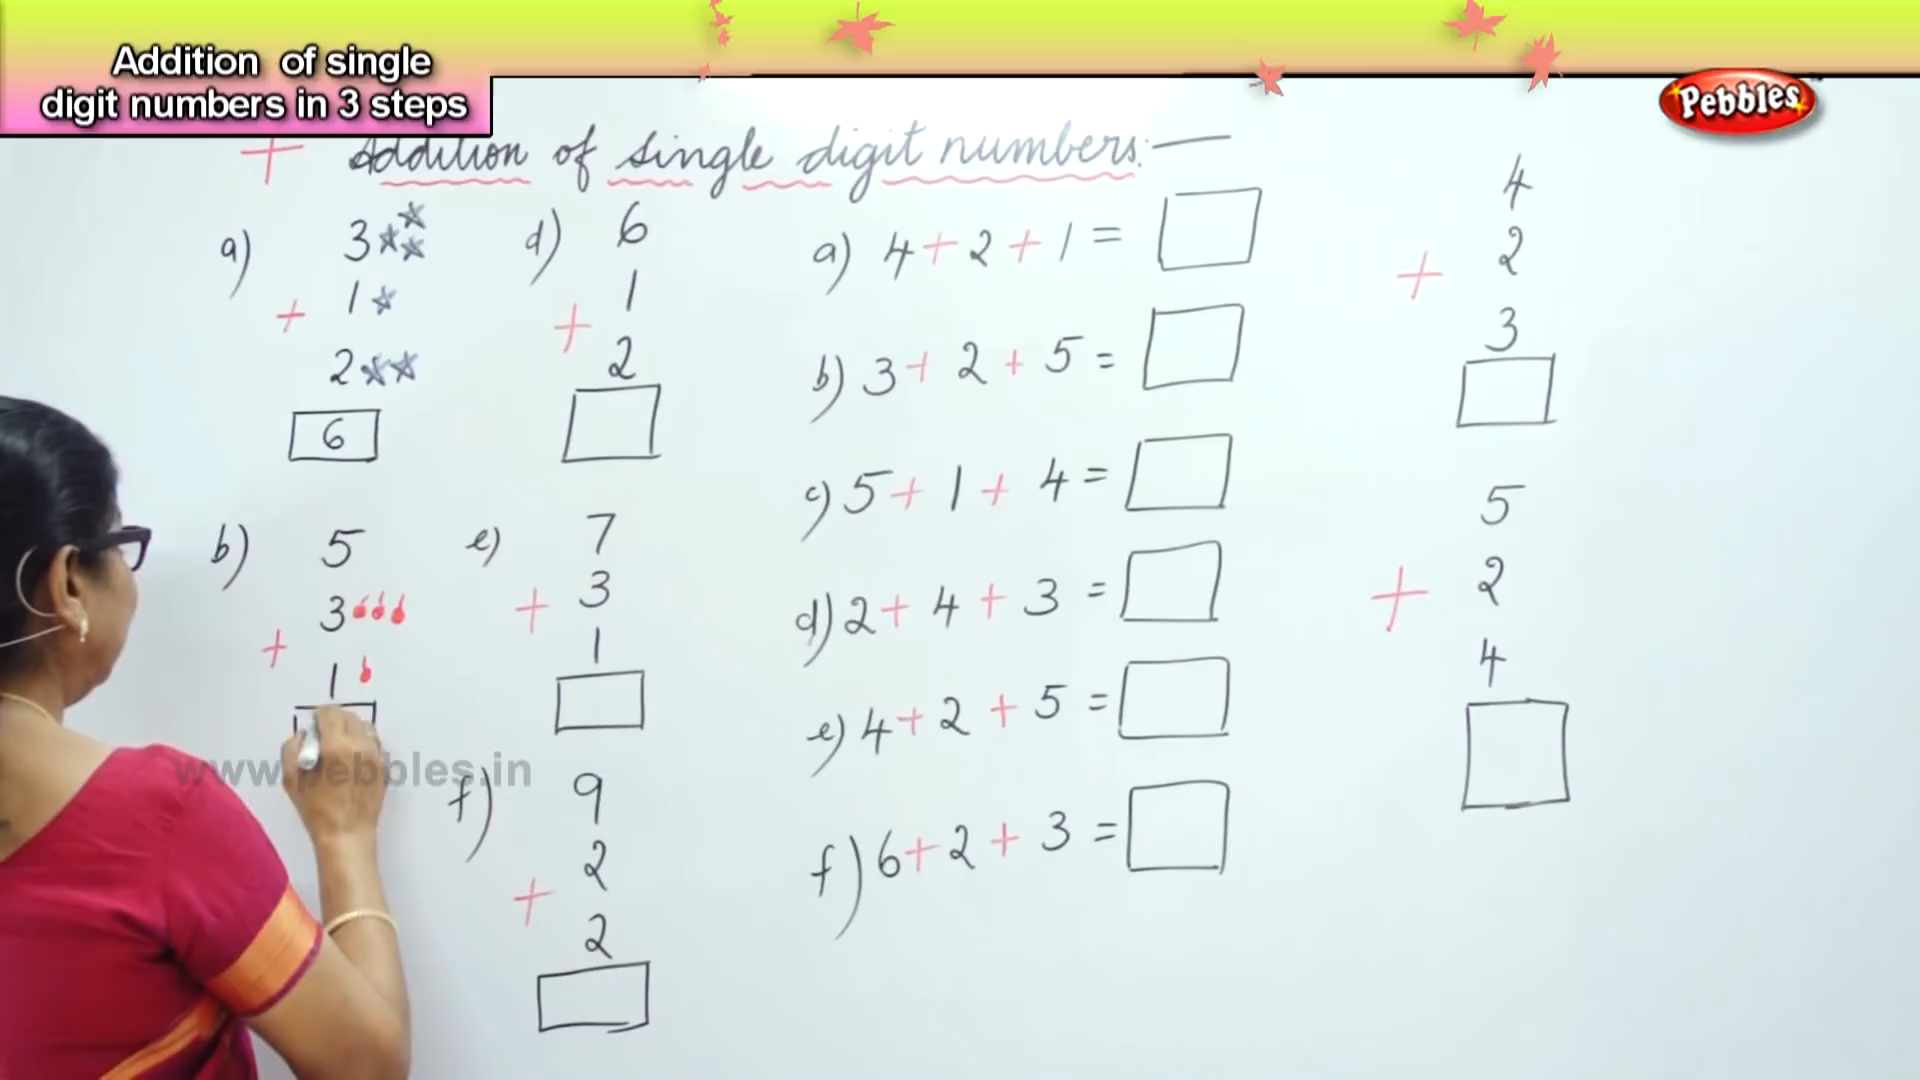 Addition of single
digit numbers in 3 steps
Pebbles
+ Addition of single digit numbers:—
a)
3
+ 1
2
6
b)
5
3
+
1
d)
6
1
+
2
e)
7
+ 3
1
f)
9
2
+
2
a) 4 + 2 + 1 =
b) 3 + 2 + 5 =
c) 5 + 1 + 4 =
d) 2 + 4 + 3 =
e) 4 + 2 + 5 =
f) 6 + 2 + 3 =
4
+ 2
3
5
+ 2
4
www.pebbles.in